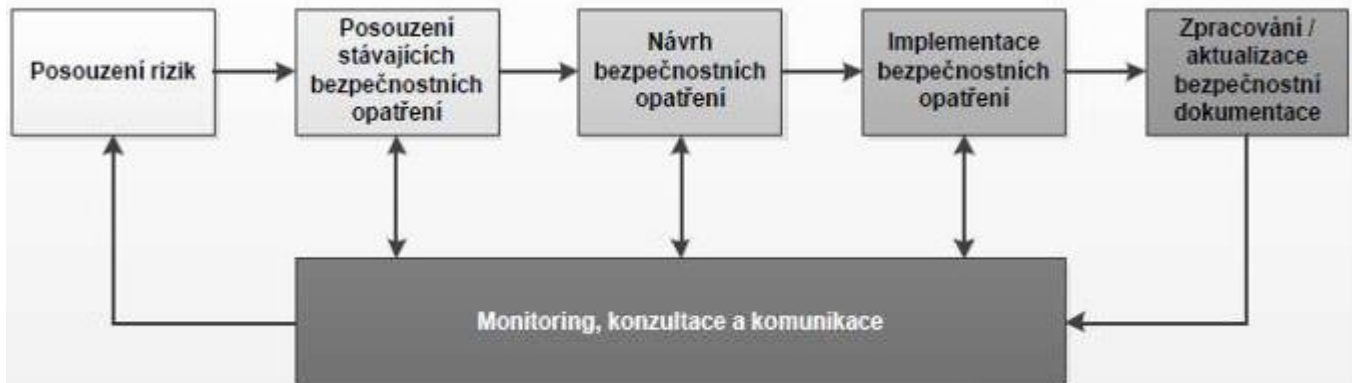 Posouzení rizik
Posouzení
stávajících
bezpečnostních
opatření
Návrh
bezpečnostních
opatření
Implementace
bezpečnostních
opatření
Zpracování /
aktualizace
bezpečnostní
dokumentace
Monitoring, konzultace a komunikace